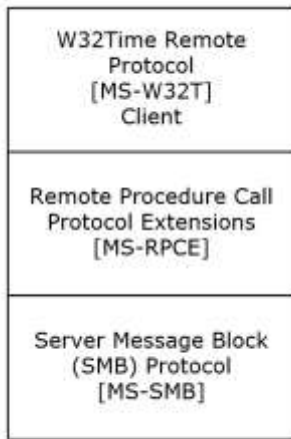 W32Time Remote
Protocol
[MS-W32T]
Client
Remote Procedure Call
Protocol Extensions
[MS-RPCE]
Server Message Block
(SMB) Protocol
[MS-SMB]